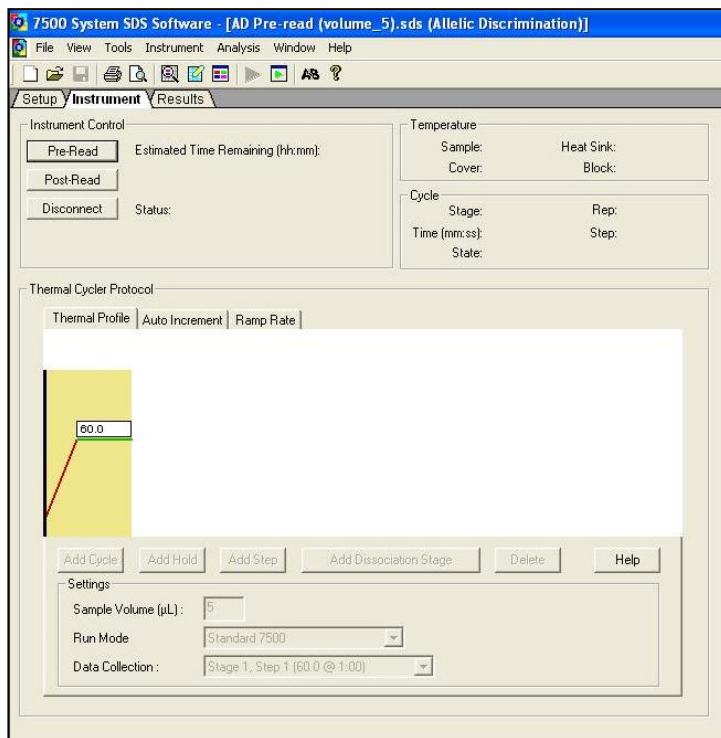 7500 System SDS Software - [AD Pre-read (volume_5).sds (Allelic Discrimination)]
File View Tools Instrument Analysis Window Help
Setup Instrument Results
Instrument Control
Pre-Read Estimated Time Remaining (hh:mm):
Post-Read
Disconnect Status:
Temperature
Sample: Heat Sink:
Cover: Block:
Cycle
Stage: Rep:
Time (mm:ss): Step:
State:
Thermal Cycler Protocol
Thermal Profile Auto Increment Ramp Rate
60.0
Add Cycle Add Hold Add Step Add Dissociation Stage Delete Help
Settings
Sample Volume (µL) : 5
Run Mode Standard 7500
Data Collection : Stage 1, Step 1 (60.0 @ 1:00)